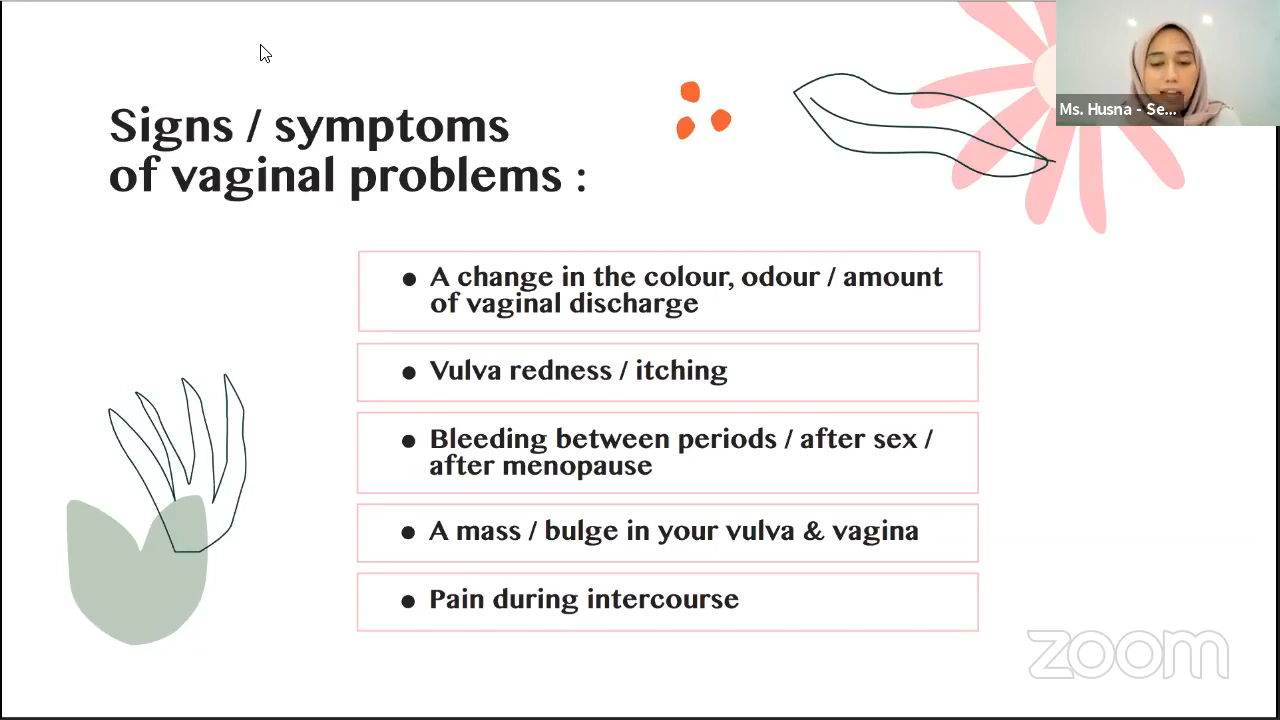 Ms. Husna - Se...
Signs / symptoms
of vaginal problems :
● A change in the colour, odour / amount
of vaginal discharge
● Vulva redness / itching
● Bleeding between periods / after sex /
after menopause
● A mass / bulge in your vulva & vagina
● Pain during intercourse
zoom